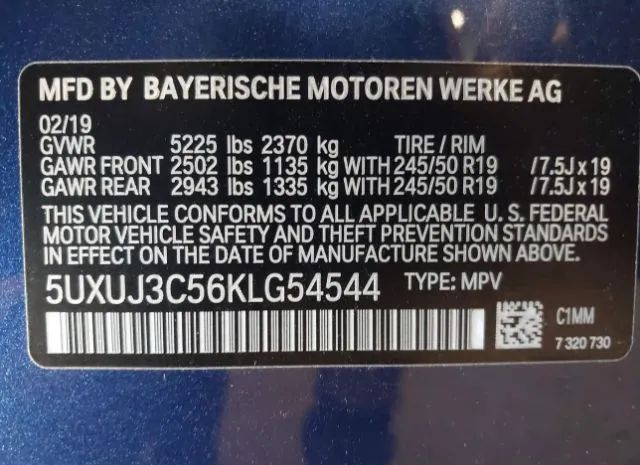 MFD BY BAYERISCHE MOTOREN WERKE AG
02/19
GVWR 5225 lbs 2370 kg TIRE / RIM
GAWR FRONT 2502 lbs 1135 kg WITH 245/50 R19 /7.5J x 19
GAWR REAR 2943 lbs 1335 kg WITH 245/50 R19 /7.5J x 19
THIS VEHICLE CONFORMS TO ALL APPLICABLE U. S. FEDERAL
MOTOR VEHICLE SAFETY AND THEFT PREVENTION STANDARDS
IN EFFECT ON THE DATE OF MANUFACTURE SHOWN ABOVE.
5UXUJ3C56KLG54544 TYPE: MPV
C1MM
7 320 730